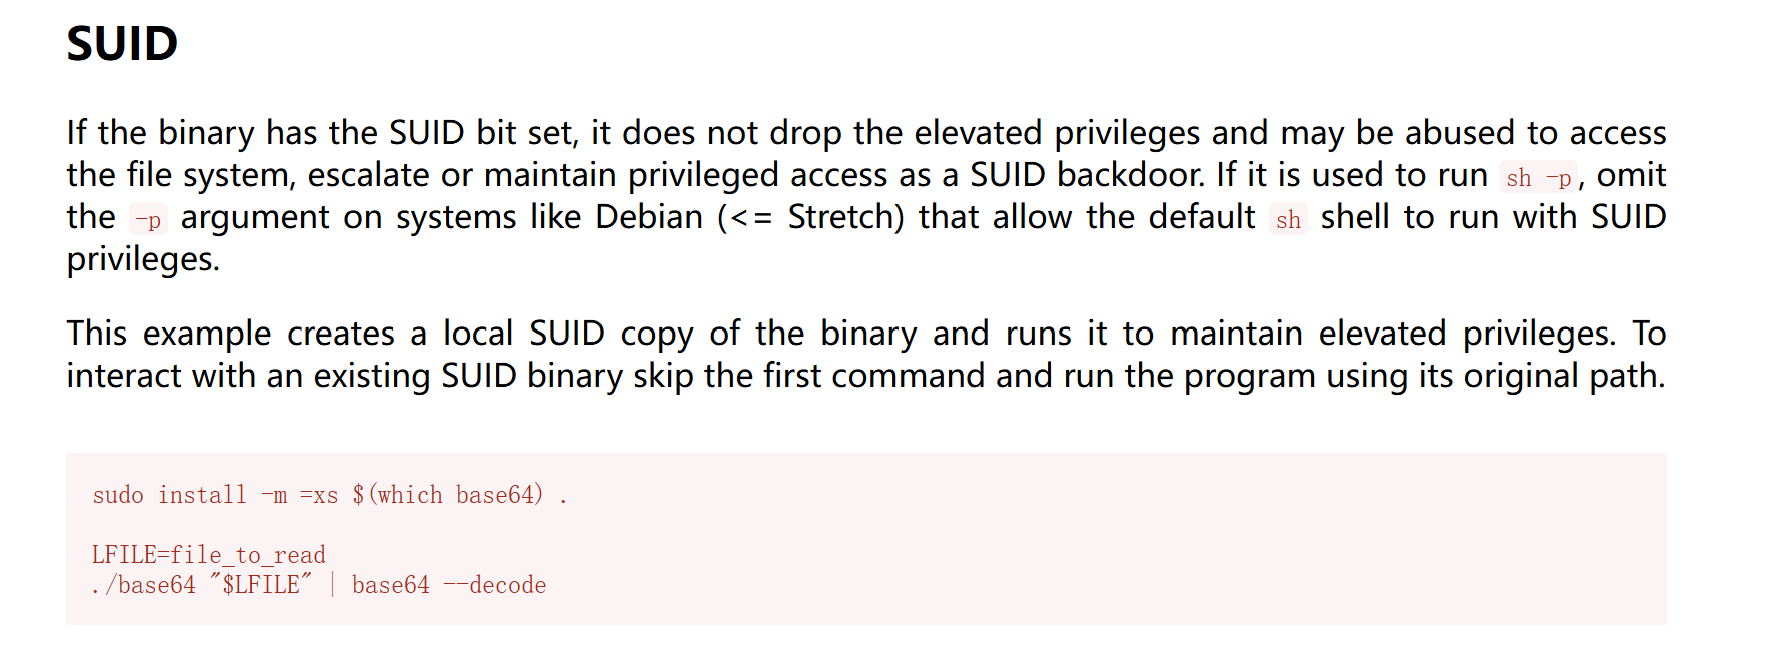 SUID
If the binary has the SUID bit set, it does not drop the elevated privileges and may be abused to access
the file system, escalate or maintain privileged access as a SUID backdoor. If it is used to run sh -p, omit
the -p argument on systems like Debian (<= Stretch) that allow the default sh shell to run with SUID
privileges.
This example creates a local SUID copy of the binary and runs it to maintain elevated privileges. To
interact with an existing SUID binary skip the first command and run the program using its original path.
sudo install -m =xs $(which base64) .
LFILE=file_to_read
./base64 "$LFILE" | base64 --decode